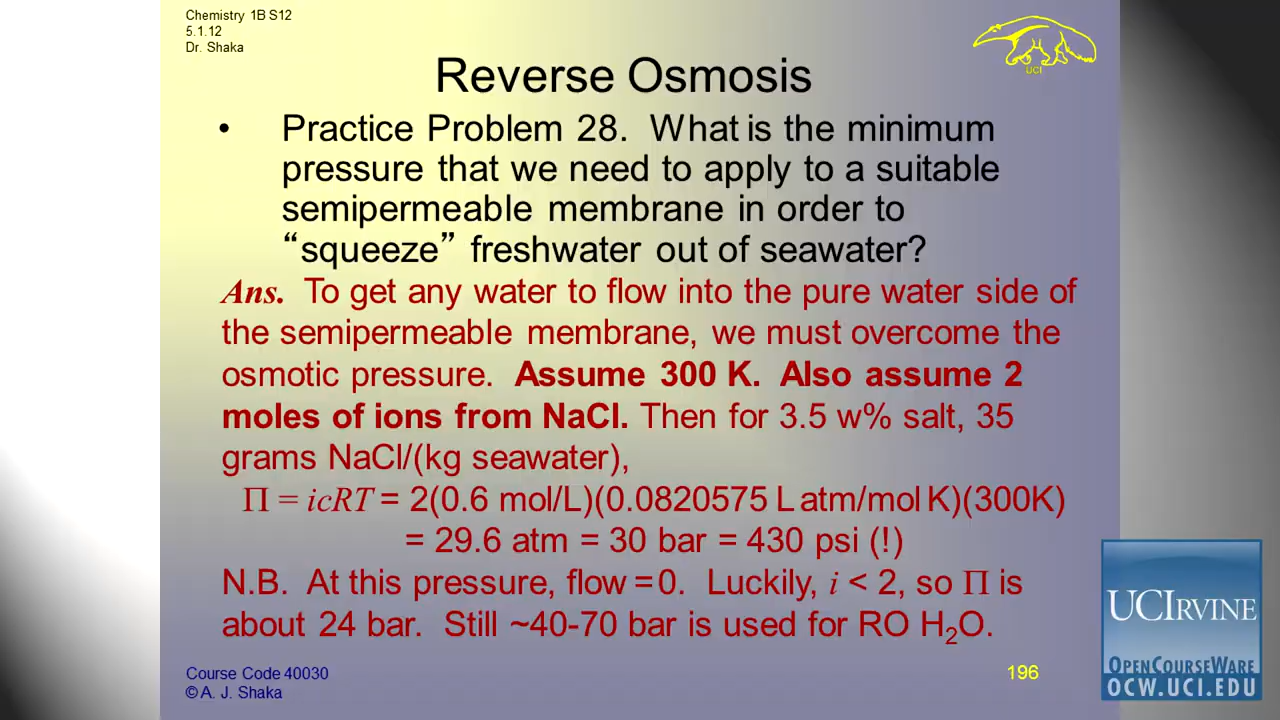 Chemistry 1B S12
5.1.12
Dr. Shaka
UCI
Reverse Osmosis
• Practice Problem 28. What is the minimum
pressure that we need to apply to a suitable
semipermeable membrane in order to
“squeeze” freshwater out of seawater?
Ans. To get any water to flow into the pure water side of
the semipermeable membrane, we must overcome the
osmotic pressure. Assume 300 K. Also assume 2
moles of ions from NaCl. Then for 3.5 w% salt, 35
grams NaCl/(kg seawater),
Π = icRT = 2(0.6 mol/L)(0.0820575 L atm/mol K)(300K)
= 29.6 atm = 30 bar = 430 psi (!)
N.B. At this pressure, flow = 0. Luckily, i < 2, so Π is
about 24 bar. Still ~40-70 bar is used for RO H₂O.
Course Code 40030
© A. J. Shaka
196
UCIRVINE
OPENCOURSEWARE
OCW.UCI.EDU